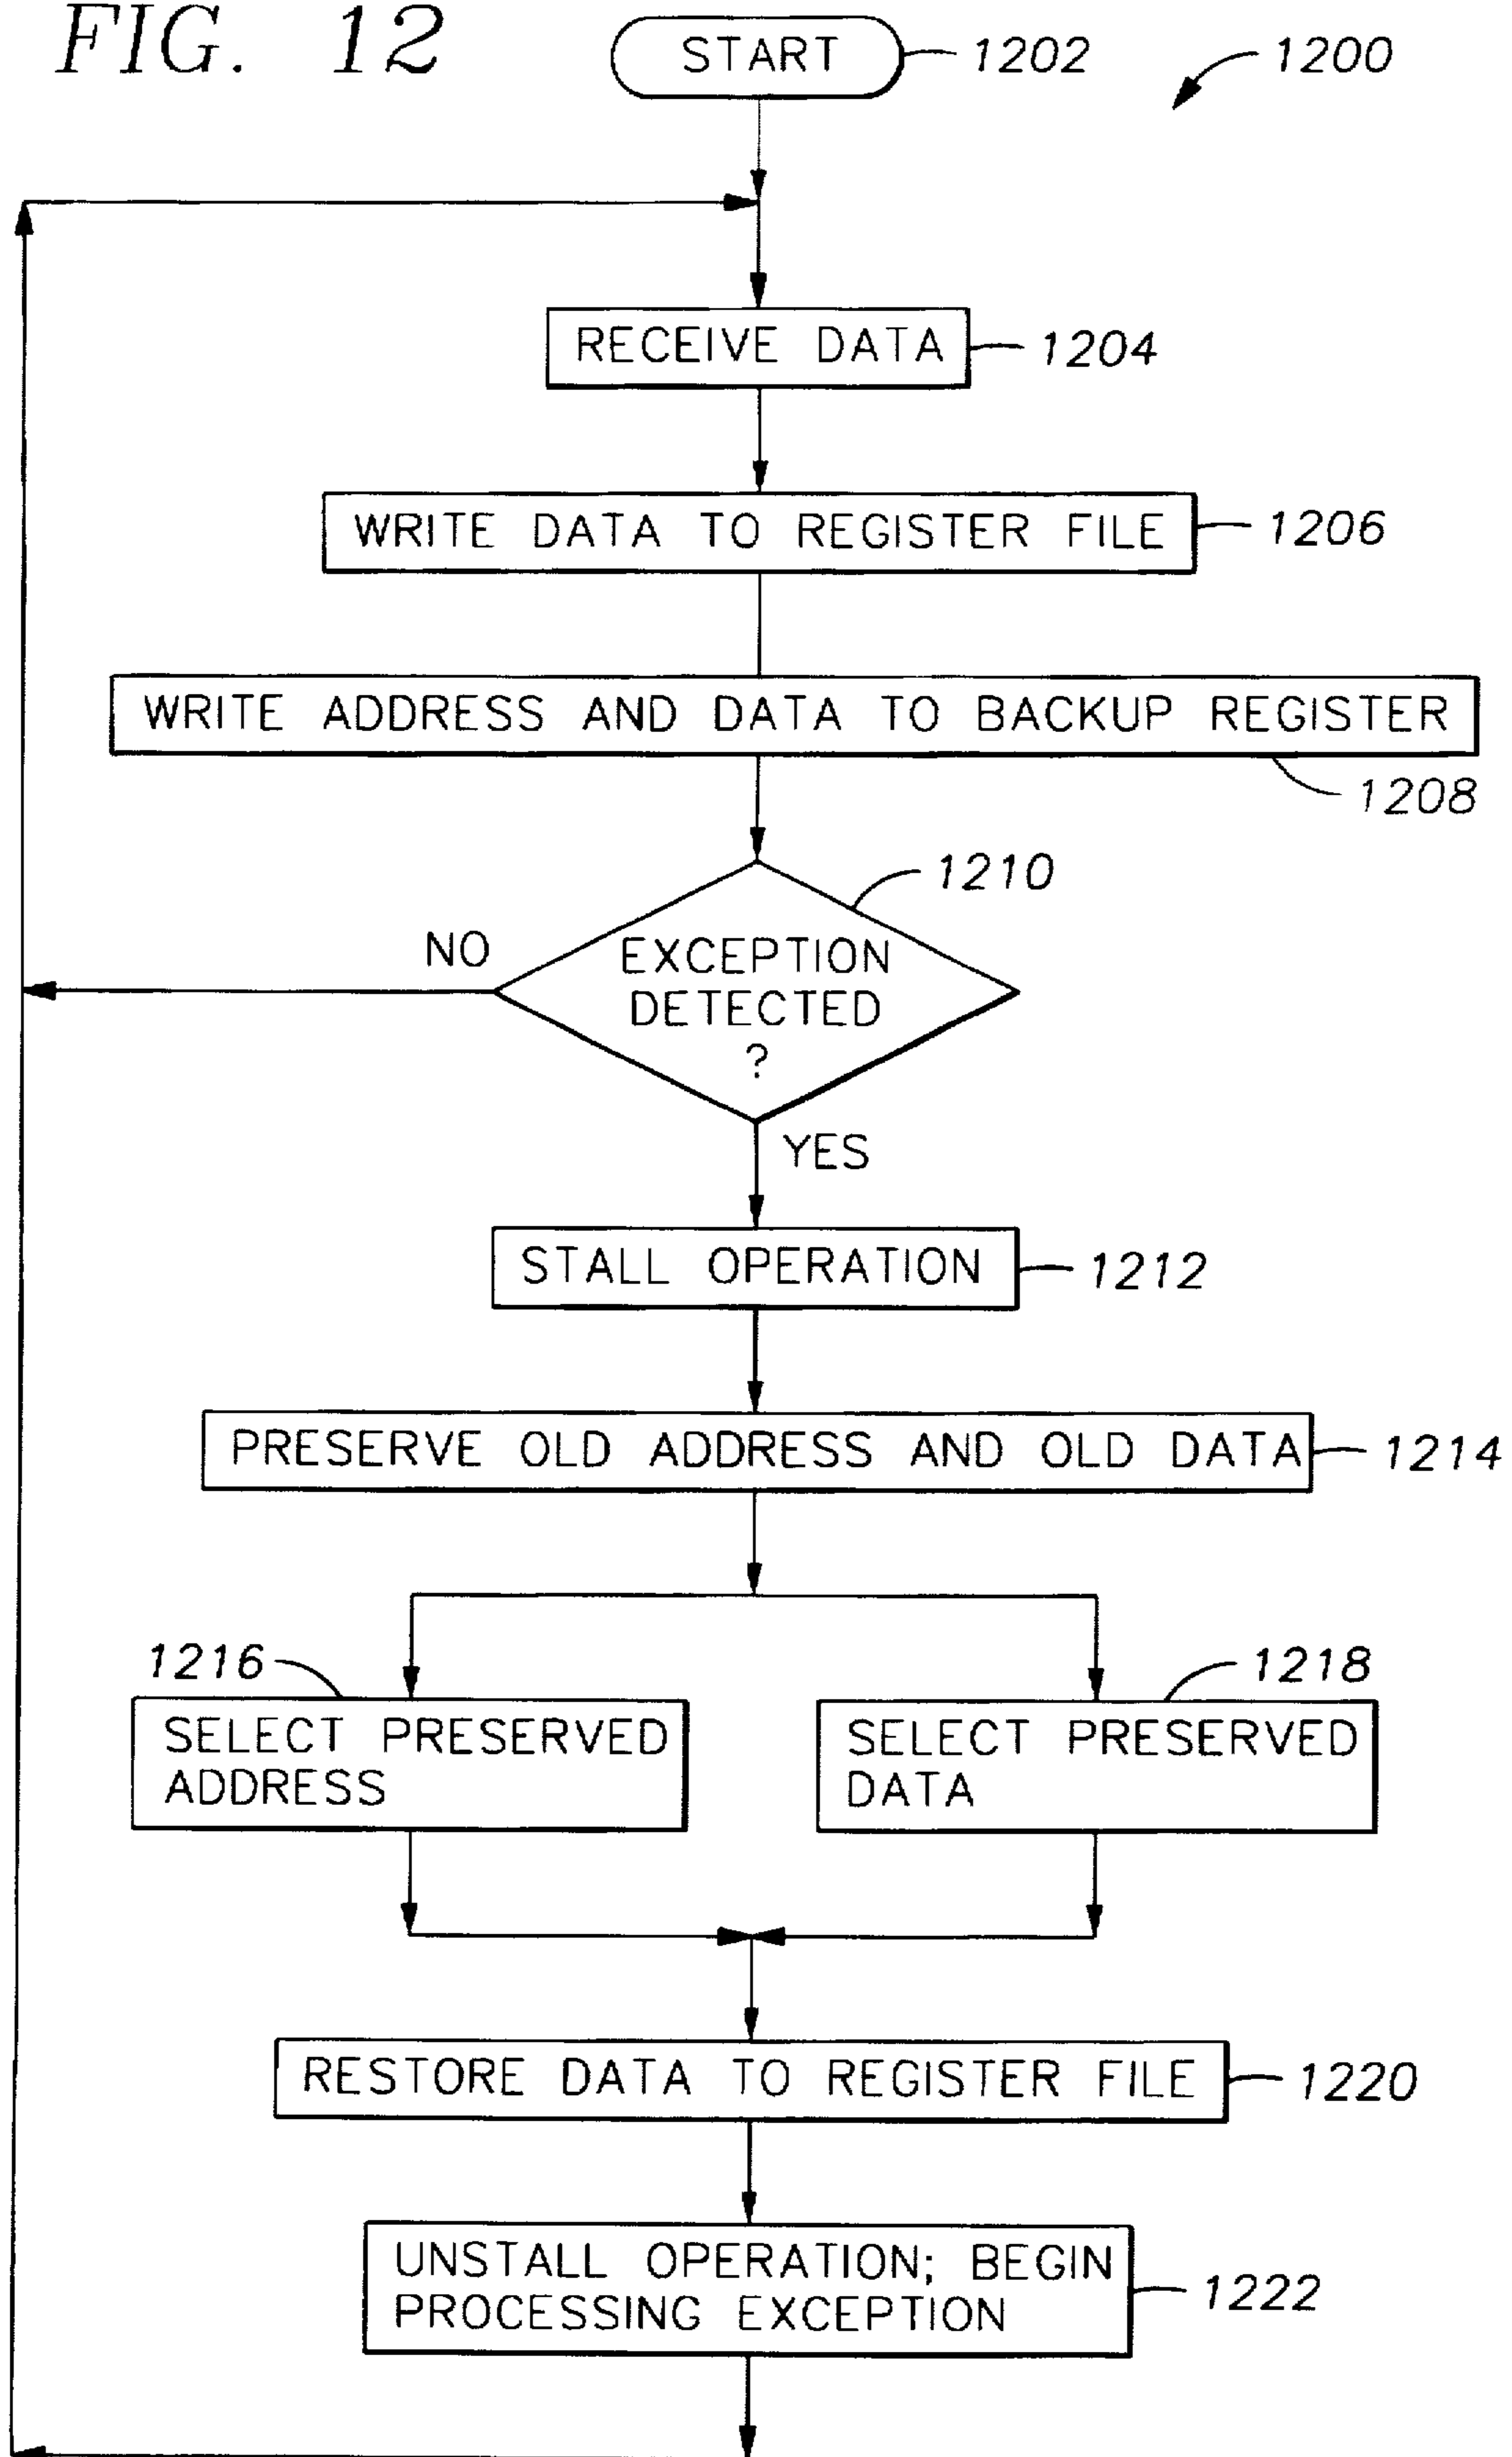 FIG. 12
START
1202
1200
RECEIVE DATA
1204
WRITE DATA TO REGISTER FILE
1206
WRITE ADDRESS AND DATA TO BACKUP REGISTER
1208
1210
NO
EXCEPTION
DETECTED
?
YES
STALL OPERATION
1212
PRESERVE OLD ADDRESS AND OLD DATA
1214
1216
SELECT PRESERVED
ADDRESS
1218
SELECT PRESERVED
DATA
RESTORE DATA TO REGISTER FILE
1220
UNSTALL OPERATION; BEGIN
PROCESSING EXCEPTION
1222